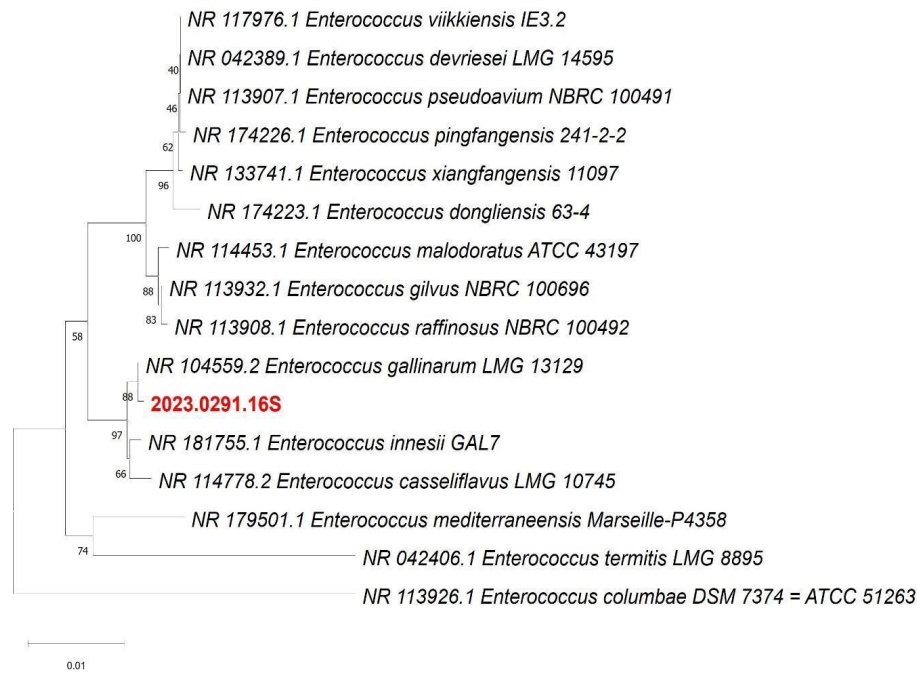 NR 117976.1 Enterococcus viikkiensis IE3.2
40
NR 042389.1 Enterococcus devriesei LMG 14595
46
NR 113907.1 Enterococcus pseudoavium NBRC 100491
62
NR 174226.1 Enterococcus pingfangensis 241-2-2
96
NR 133741.1 Enterococcus xiangfangensis 11097
NR 174223.1 Enterococcus dongliensis 63-4
100
NR 114453.1 Enterococcus malodoratus ATCC 43197
88
NR 113932.1 Enterococcus gilvus NBRC 100696
83
NR 113908.1 Enterococcus raffinosus NBRC 100492
58
NR 104559.2 Enterococcus gallinarum LMG 13129
88
2023.0291.16S
97
NR 181755.1 Enterococcus innesii GAL7
66
NR 114778.2 Enterococcus casseliflavus LMG 10745
NR 179501.1 Enterococcus mediterraneensis Marseille-P4358
74
NR 042406.1 Enterococcus termitis LMG 8895
NR 113926.1 Enterococcus columbae DSM 7374 = ATCC 51263
0.01